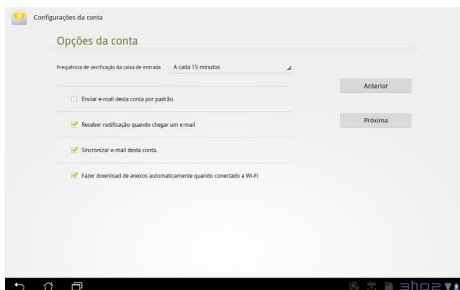 Configurações da conta
Opções da conta
Frequência de verificação da caixa de entrada A cada 15 minutos
Anterior
Enviar e-mail desta conta por padrão.
Receber notificação quando chegar um e-mail
Próxima
Sincronizar e-mail desta conta.
Fazer download de anexos automaticamente quando conectado a Wi-Fi